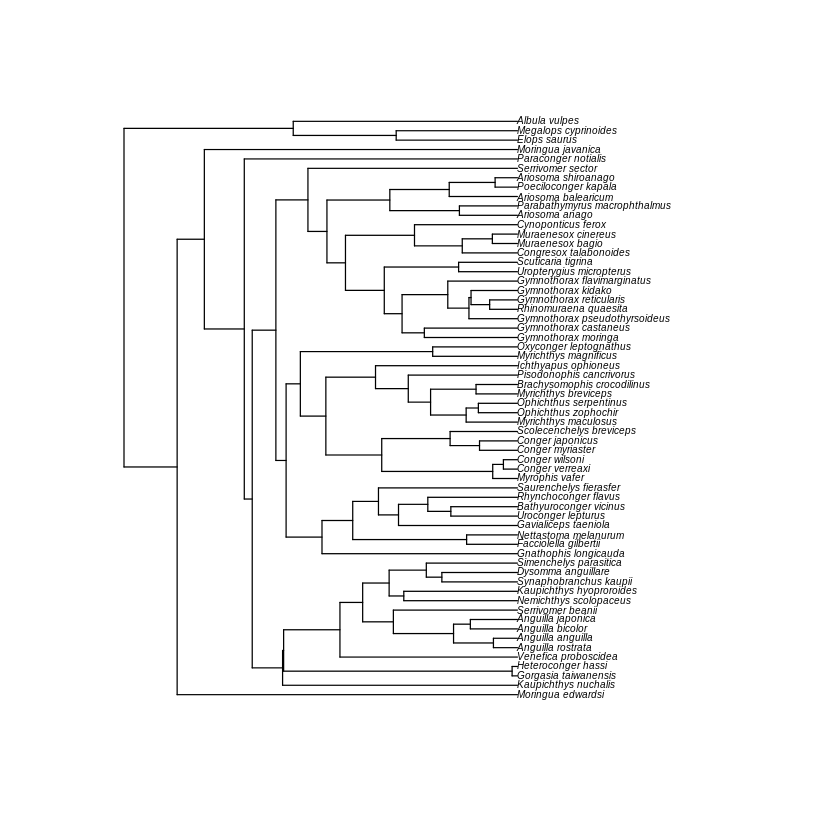 Albula vulpes
Megalops cyprinoides
Elops saurus
Moringua javanica
Paraconger notialis
Serrivomer sector
Ariosoma shiroanago
Poeciloconger kapala
Ariosoma balearicum
Parabathymyrus macrophthalmus
Ariosoma anago
Cynoponticus ferox
Muraenesox cinereus
Muraenesox bagio
Congresox talabonoides
Scuticaria tigrina
Uropterygius micropterus
Gymnothorax flavimarginatus
Gymnothorax kidako
Gymnothorax reticularis
Rhinomuraena quaesita
Gymnothorax pseudothyrsoideus
Gymnothorax castaneus
Gymnothorax moringa
Oxyconger leptognathus
Myrichthys magnificus
Ichthyapus ophioneus
Pisodonophis cancrivorus
Brachysomophis crocodilinus
Myrichthys breviceps
Ophichthus serpentinus
Ophichthus zophochir
Myrichthys maculosus
Scolecenchelys breviceps
Conger japonicus
Conger myriaster
Conger wilsoni
Conger verreaxi
Myrophis vafer
Saurenchelys fierasfer
Rhynchoconger flavus
Bathyuroconger vicinus
Uroconger lepturus
Gavialiceps taeniola
Nettastoma melanurum
Facciolella gilbertii
Gnathophis longicauda
Simenchelys parasitica
Dysomma anguillare
Synaphobranchus kaupii
Kaupichthys hyoproroides
Nemichthys scolopaceus
Serrivomer beanii
Anguilla japonica
Anguilla bicolor
Anguilla anguilla
Anguilla rostrata
Venefica proboscidea
Heteroconger hassi
Gorgasia taiwanensis
Kaupichthys nuchalis
Moringua edwardsi